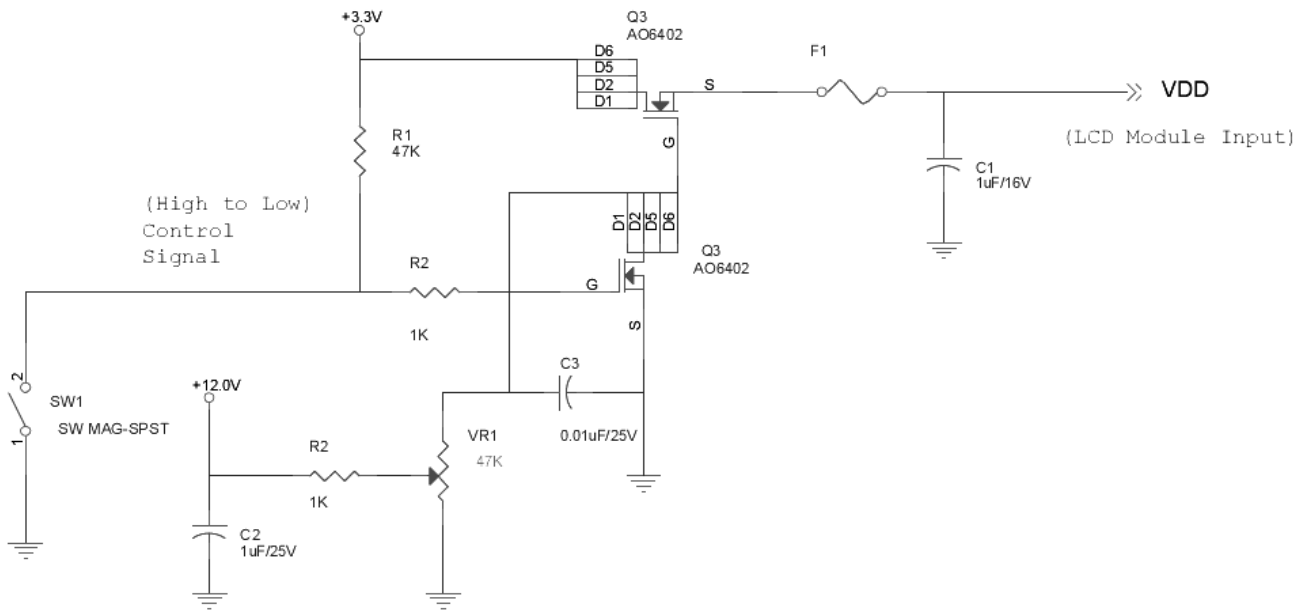 +3.3V
Q3
AO6402
D6
D5
D2
D1
S
G
F1
VDD
(LCD Module Input)
R1
47K
C1
1uF/16V
(High to Low)
Control
Signal
D1
D2
D5
D6
Q3
AO6402
R2
1K
G
S
2
1
SW1
SW MAG-SPST
+12.0V
C3
0.01uF/25V
R2
1K
VR1
47K
C2
1uF/25V